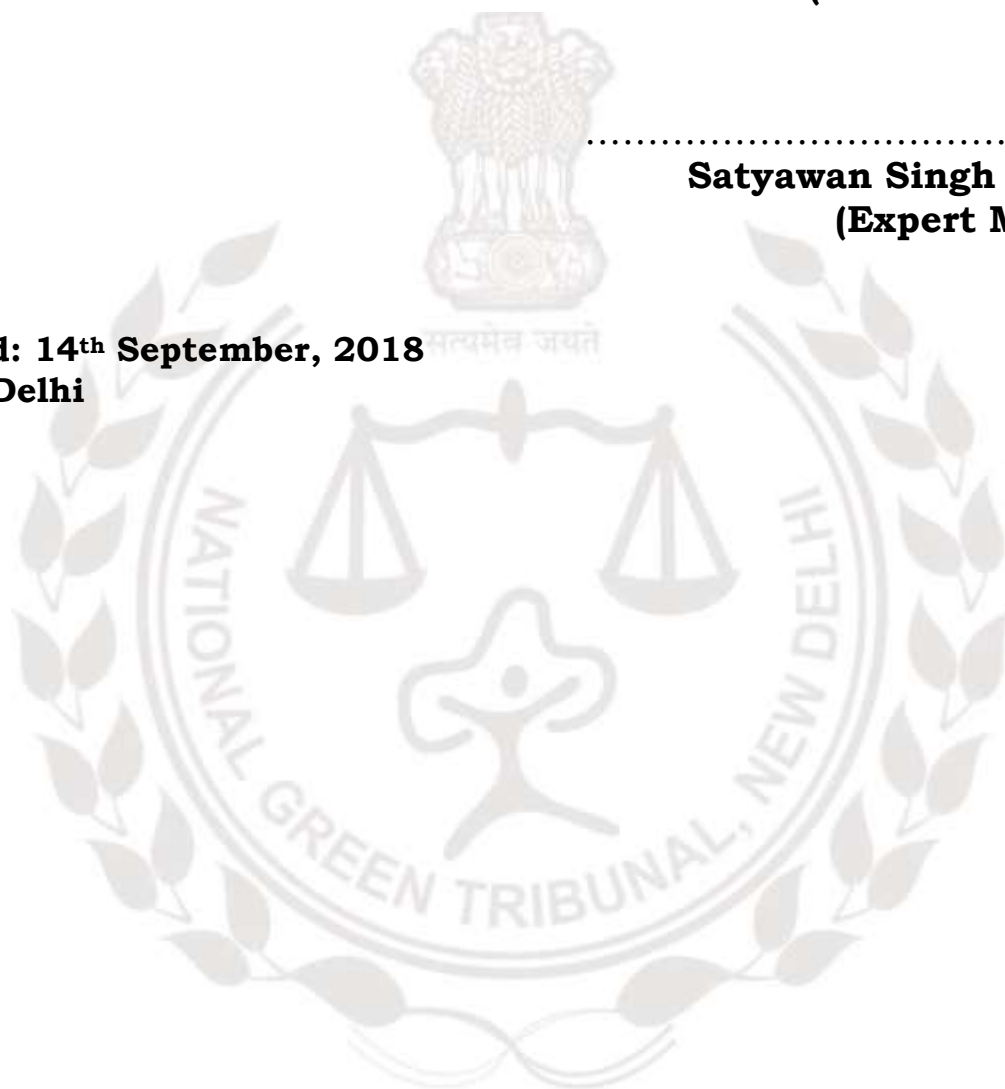 Satyawan Singh
(Expert M
d: 14th September, 2018
Delhi
सत्यमेव जयते
NATIONAL GREEN TRIBUNAL, NEW DELHI